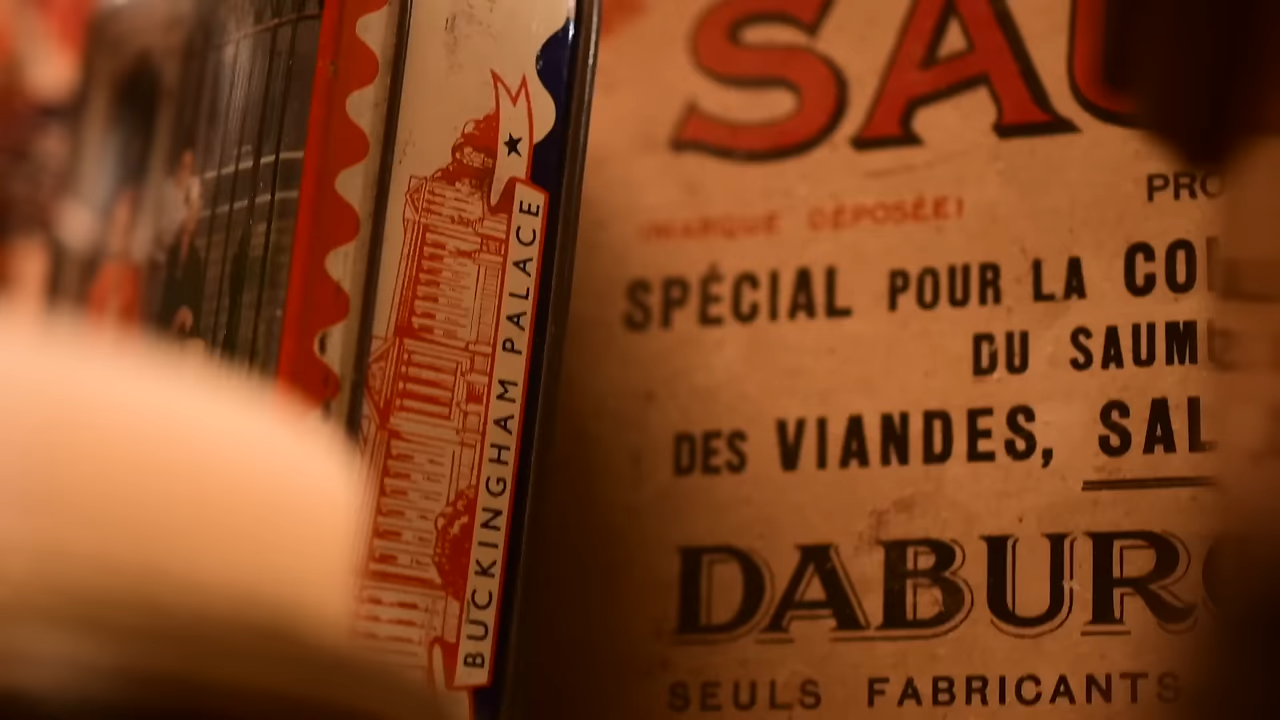 BUCKINGHAM PALACE
SAU
PRO
(MARQUE DÉPOSÉE)
SPÉCIAL POUR LA CO
DU SAUM
DES VIANDES, SAL
DABUR
SEULS FABRICANTS